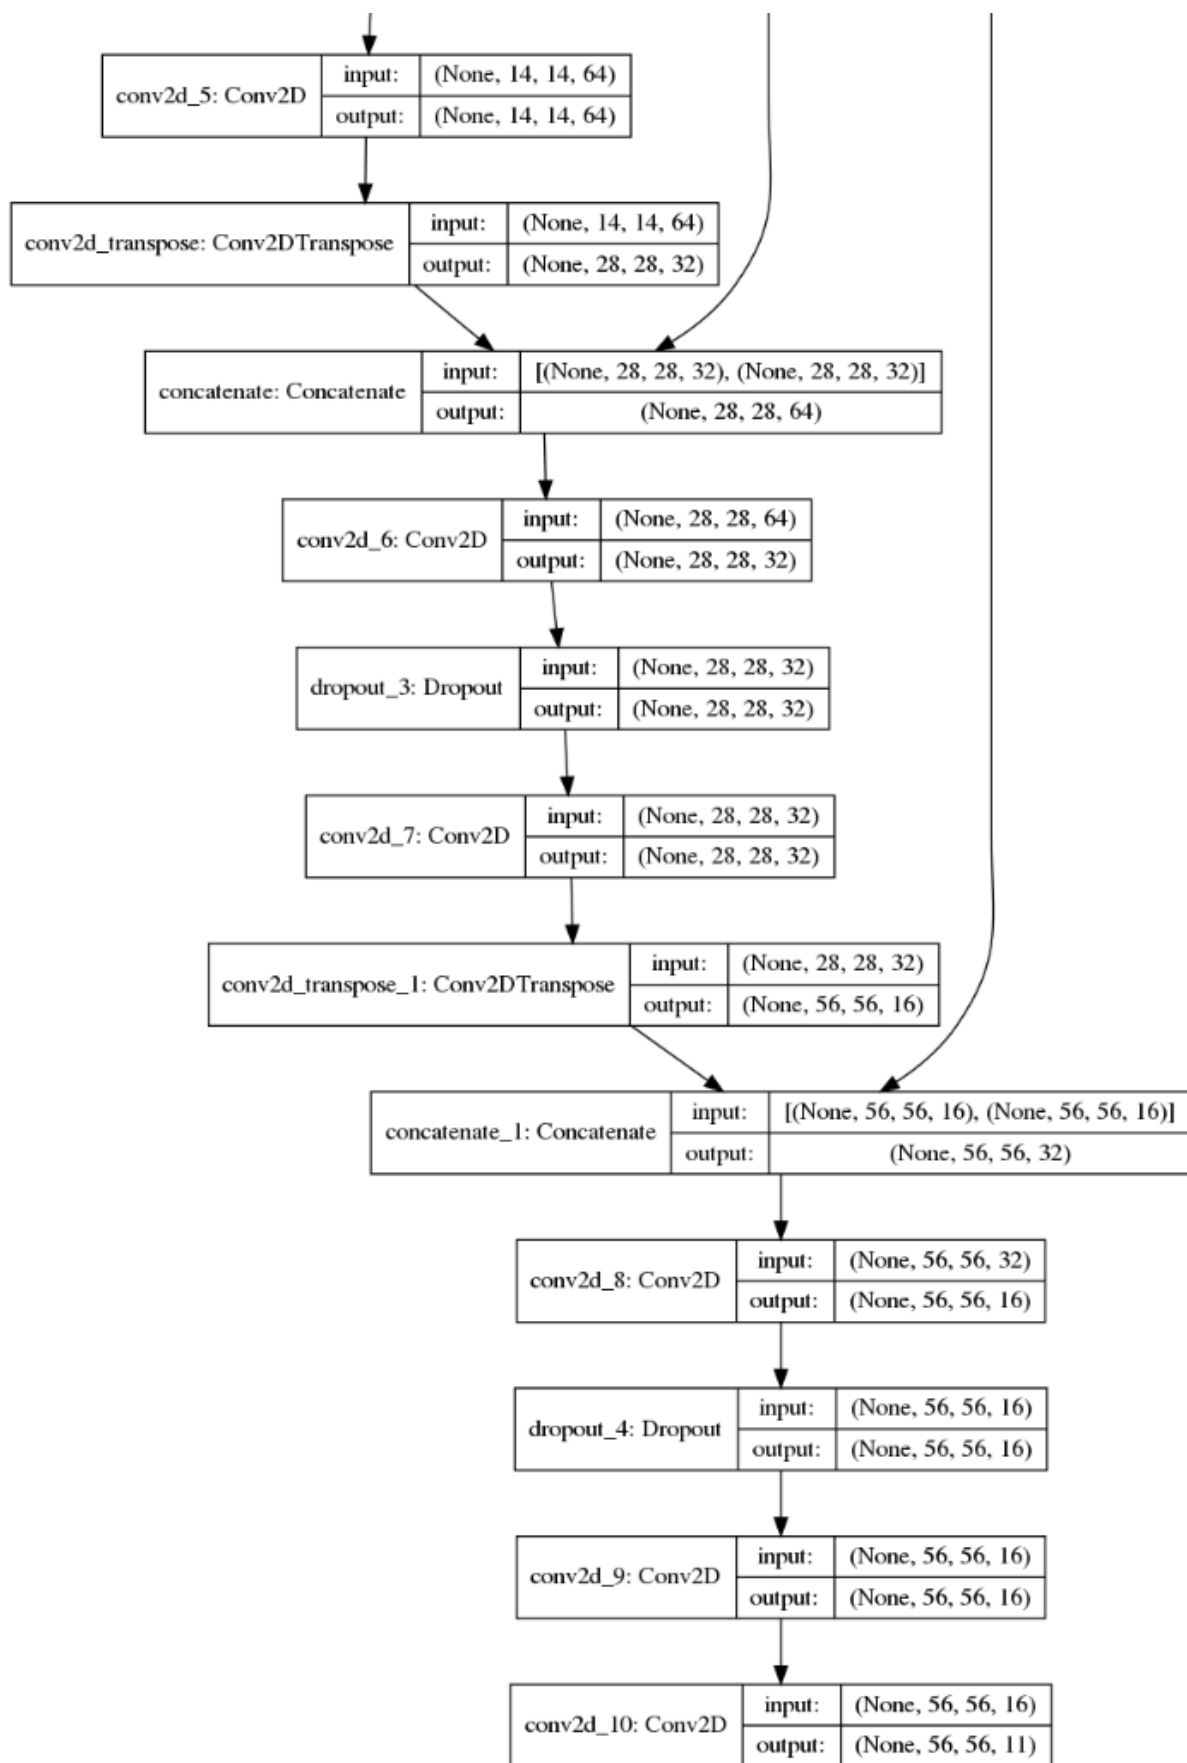 conv2d_5: Conv2D
input: (None, 14, 14, 64)
output: (None, 14, 14, 64)
conv2d_transpose: Conv2DTranspose
input: (None, 14, 14, 64)
output: (None, 28, 28, 32)
concatenate: Concatenate
input: [(None, 28, 28, 32), (None, 28, 28, 32)]
output: (None, 28, 28, 64)
conv2d_6: Conv2D
input: (None, 28, 28, 64)
output: (None, 28, 28, 32)
dropout_3: Dropout
input: (None, 28, 28, 32)
output: (None, 28, 28, 32)
conv2d_7: Conv2D
input: (None, 28, 28, 32)
output: (None, 28, 28, 32)
conv2d_transpose_1: Conv2DTranspose
input: (None, 28, 28, 32)
output: (None, 56, 56, 16)
concatenate_1: Concatenate
input: [(None, 56, 56, 16), (None, 56, 56, 16)]
output: (None, 56, 56, 32)
conv2d_8: Conv2D
input: (None, 56, 56, 32)
output: (None, 56, 56, 16)
dropout_4: Dropout
input: (None, 56, 56, 16)
output: (None, 56, 56, 16)
conv2d_9: Conv2D
input: (None, 56, 56, 16)
output: (None, 56, 56, 16)
conv2d_10: Conv2D
input: (None, 56, 56, 16)
output: (None, 56, 56, 11)